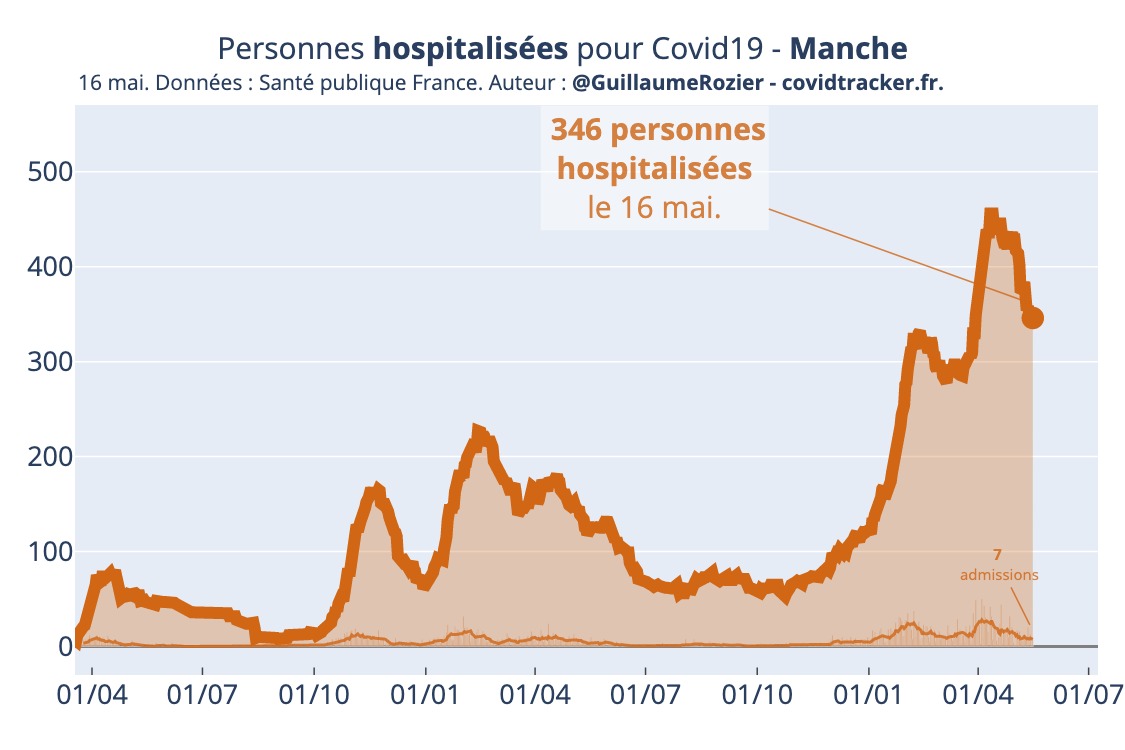 Personnes hospitalisées pour Covid19 - Manche
16 mai. Données : Santé publique France. Auteur : @GuillaumeRozier - covidtracker.fr.
346 personnes
hospitalisées
le 16 mai.
500
400
300
200
100
0
7
admissions
01/04 01/07 01/10 01/01 01/04 01/07 01/10 01/01 01/04 01/07